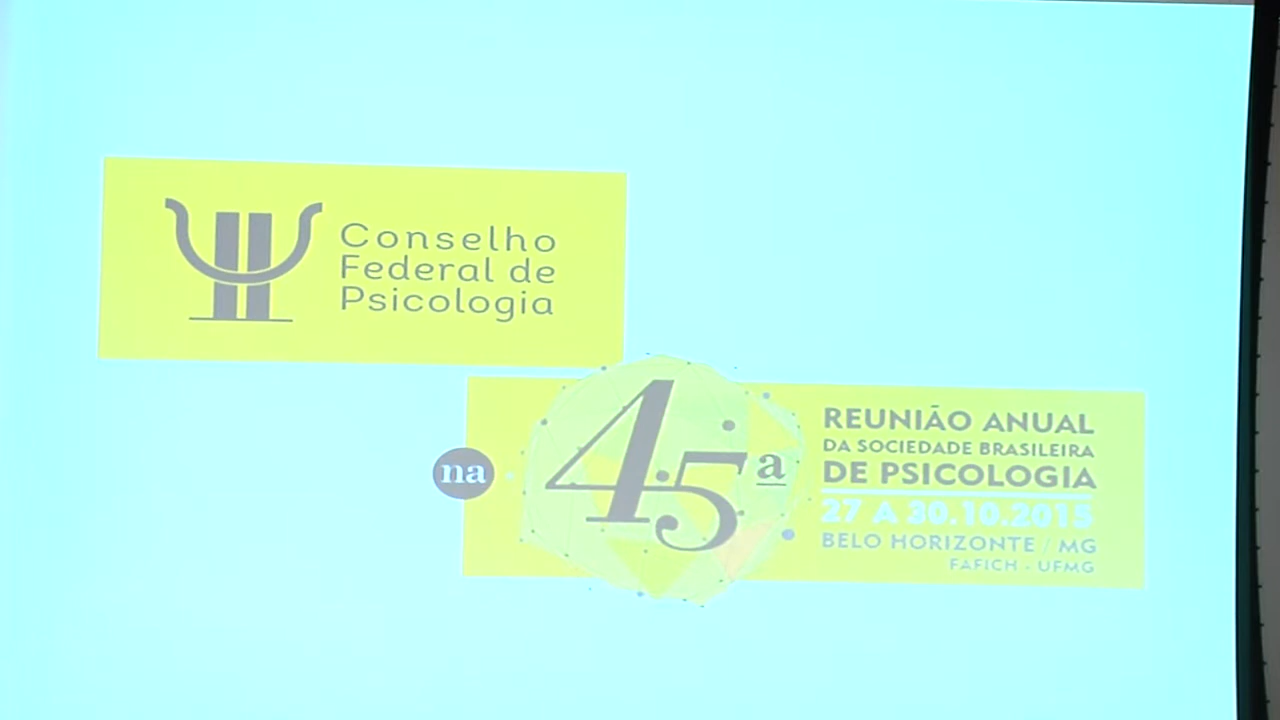 Conselho
Federal de
Psicologia
na
45ª
REUNIÃO ANUAL
DA SOCIEDADE BRASILEIRA
DE PSICOLOGIA
27 A 30.10.2015
BELO HORIZONTE / MG
FAFICH - UFMG